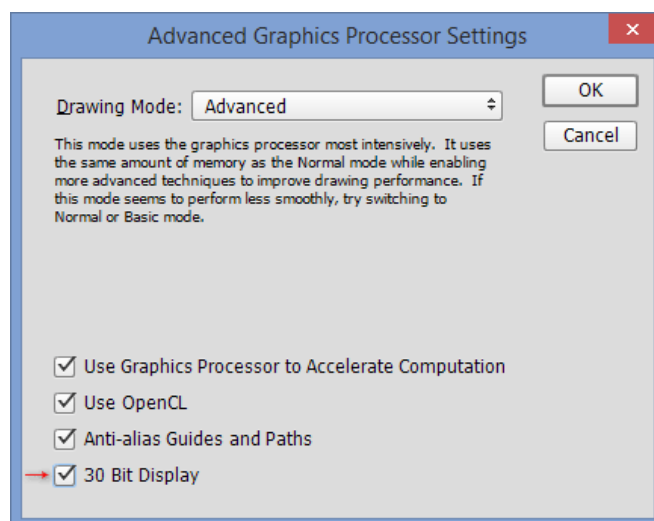 Advanced Graphics Processor Settings
Drawing Mode: Advanced
OK
Cancel
This mode uses the graphics processor most intensively. It uses
the same amount of memory as the Normal mode while enabling
more advanced techniques to improve drawing performance. If
this mode seems to perform less smoothly, try switching to
Normal or Basic mode.
Use Graphics Processor to Accelerate Computation
Use OpenCL
Anti-alias Guides and Paths
30 Bit Display